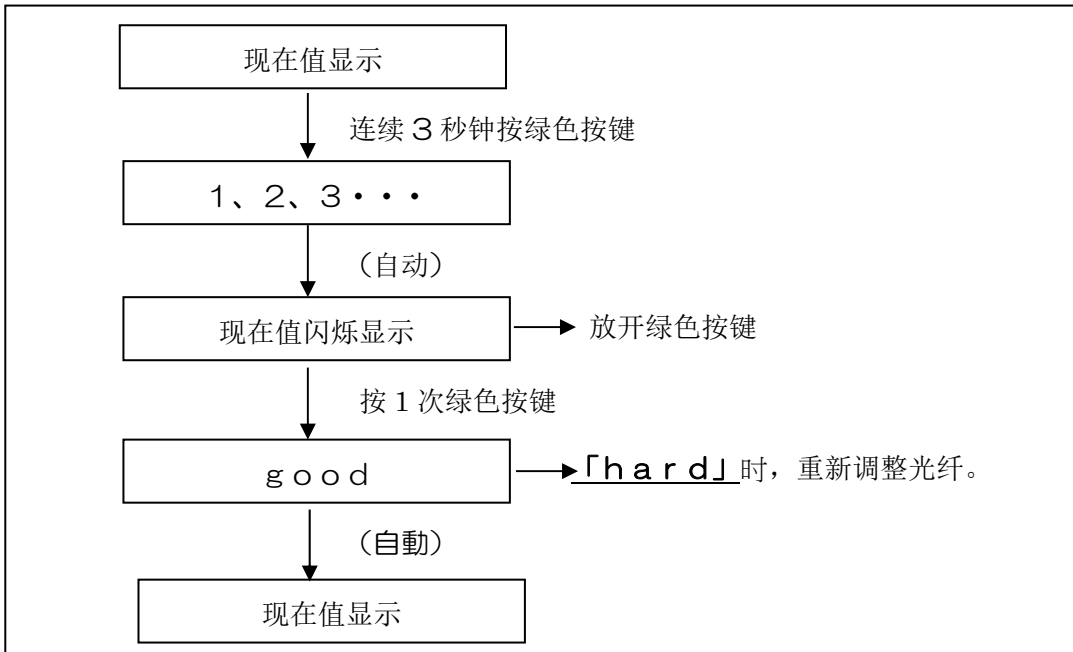 现在值显示
连续３秒钟按绿色按键
１、２、３・・・
（自动）
现在值闪烁显示
放开绿色按键
按１次绿色按键
ｇｏｏｄ
「ｈａｒｄ」时，重新调整光纤。
（自動）
现在值显示